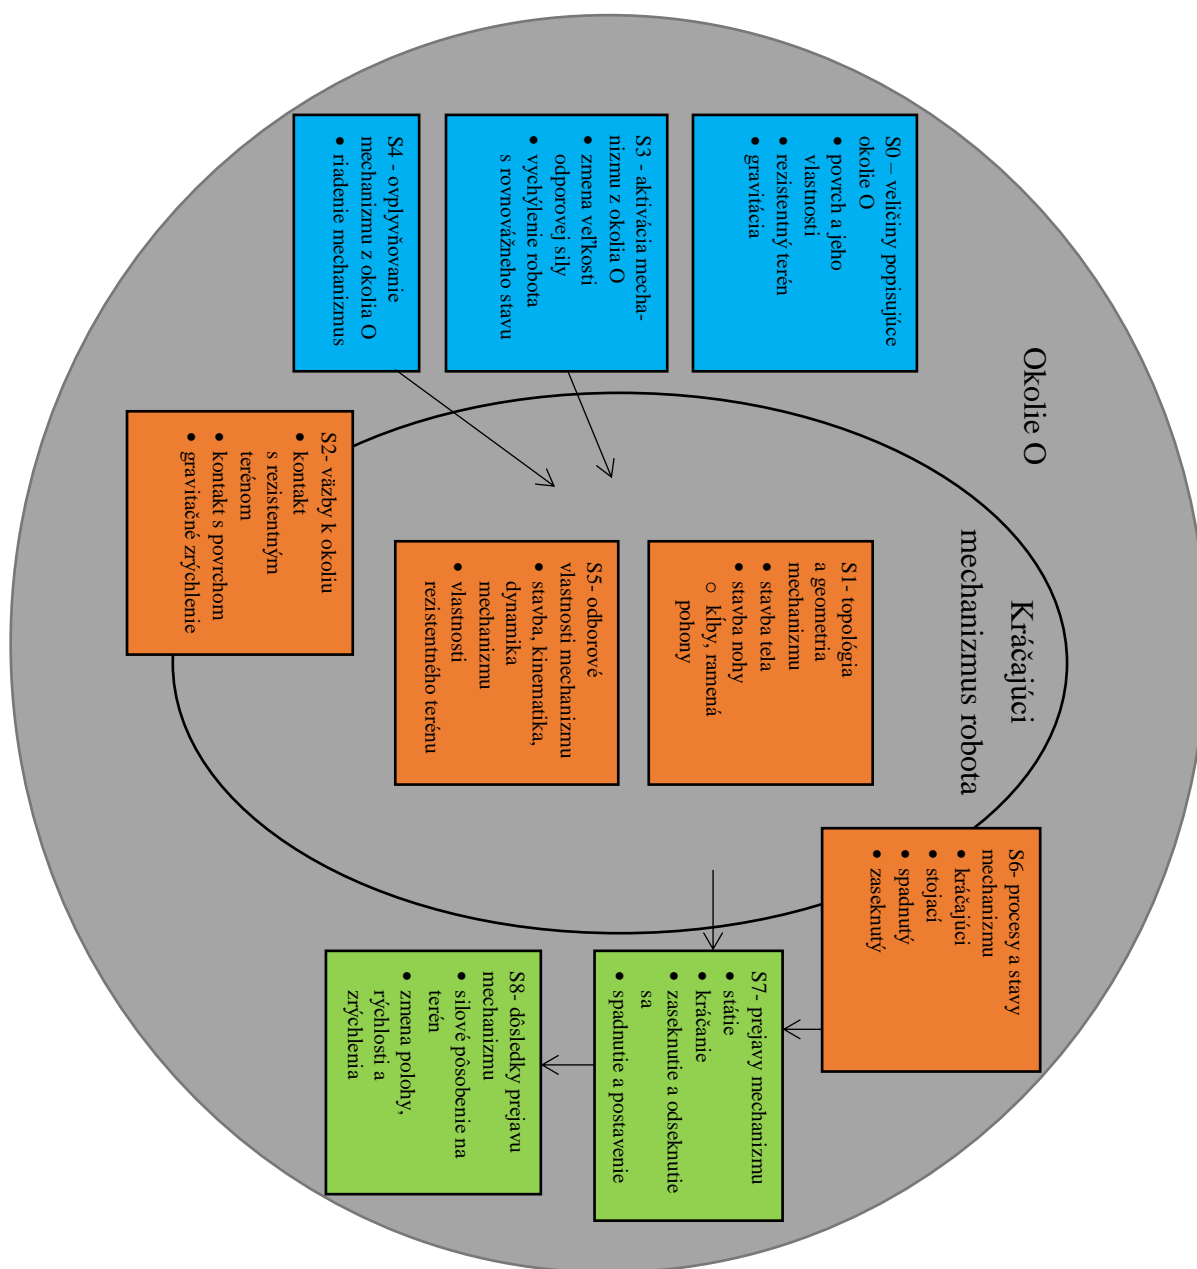 Okolie O
Kráčajúci
mechanizmus robota
S0 – veličiny popisujúce
okolie O
• povrch a jeho
vlastnosti
• rezistentný terén
• gravitácia
S3 - aktivácia mecha-
nizmu z okolia O
• zmena veľkosti
odporovej sily
• vychýlenie robota
s rovnovážneho stavu
S4 - ovplyvňovanie
mechanizmu z okolia O
• riadenie mechanizmus
S2- väzby k okoliu
• kontakt
s rezistentným
terénom
• kontakt s povrchom
• gravitačné zrýchlenie
S1- topológia
a geometria
mechanizmu
• stavba tela
• stavba nohy
○ kĺby, ramená
pohony
S5- odborové
vlastnosti mechanizmu
• stavba, kinematika,
dynamika
mechanizmu
• vlastnosti
rezistentného terénu
S6- procesy a stavy
mechanizmu
• kráčajúci
• stojací
• spadnutý
• zaseknutý
S7- prejavy mechanizmu
• státie
• kráčanie
• zaseknutie a odseknutie
sa
• spadnutie a postavenie
S8- dôsledky prejavu
mechanizmu
• silové pôsobenie na
terén
• zmena polohy,
rýchlosti a
zrýchlenia